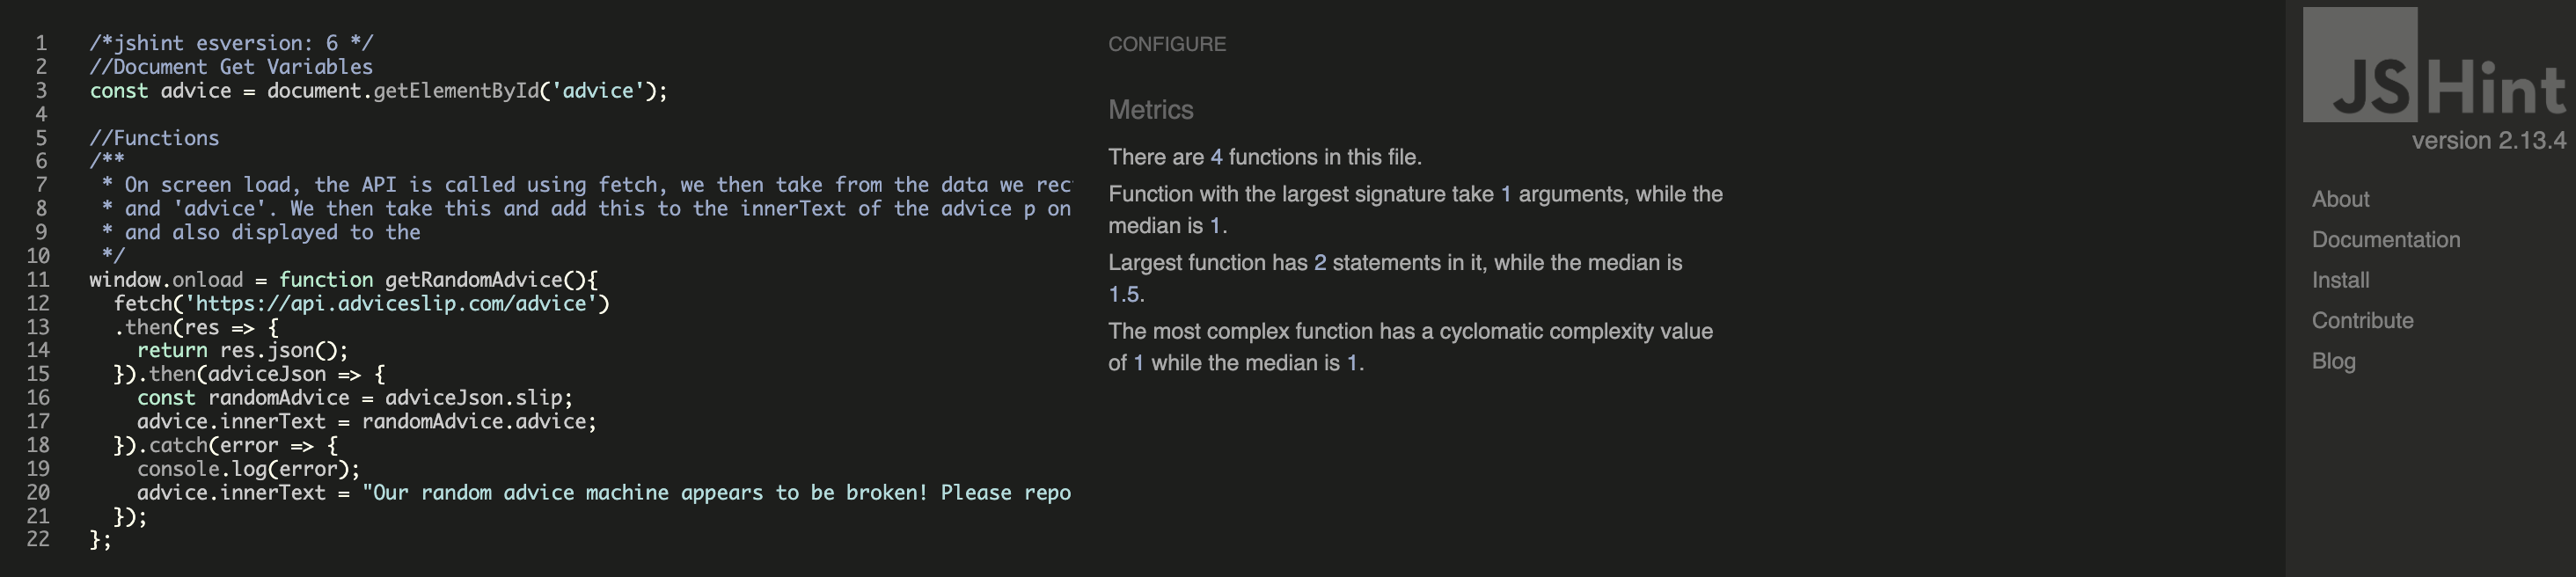 1 /*jshint esversion: 6 */
2 //Document Get Variables
3 const advice = document.getElementById('advice');
4
5 //Functions
6 /**
7 * On screen load, the API is called using fetch, we then take from the data we rec
8 * and 'advice'. We then take this and add this to the innerText of the advice p on
9 * and also displayed to the
10 */
11 window.onload = function getRandomAdvice(){
12 fetch('https://api.adviceslip.com/advice')
13 .then(res => {
14 return res.json();
15 }).then(adviceJson => {
16 const randomAdvice = adviceJson.slip;
17 advice.innerText = randomAdvice.advice;
18 }).catch(error => {
19 console.log(error);
20 advice.innerText = "Our random advice machine appears to be broken! Please repo
21 });
22 };
CONFIGURE
Metrics
There are 4 functions in this file.
Function with the largest signature take 1 arguments, while the
median is 1.
Largest function has 2 statements in it, while the median is
1.5.
The most complex function has a cyclomatic complexity value
of 1 while the median is 1.
JSHint
version 2.13.4
About
Documentation
Install
Contribute
Blog